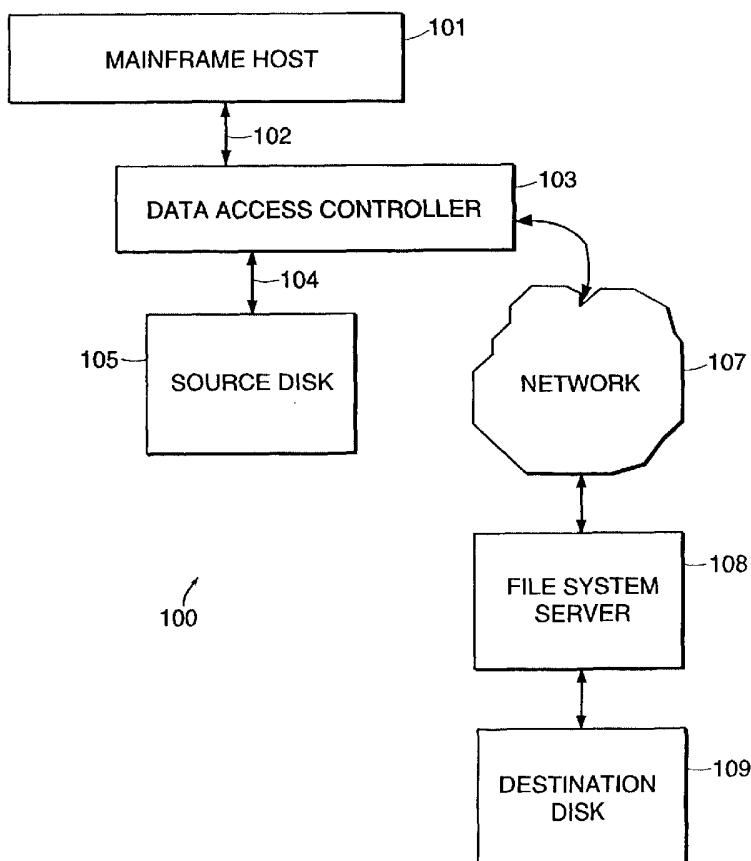 101
MAINFRAME HOST
102
103
DATA ACCESS CONTROLLER
104
105
SOURCE DISK
107
NETWORK
108
FILE SYSTEM
SERVER
100
109
DESTINATION
DISK